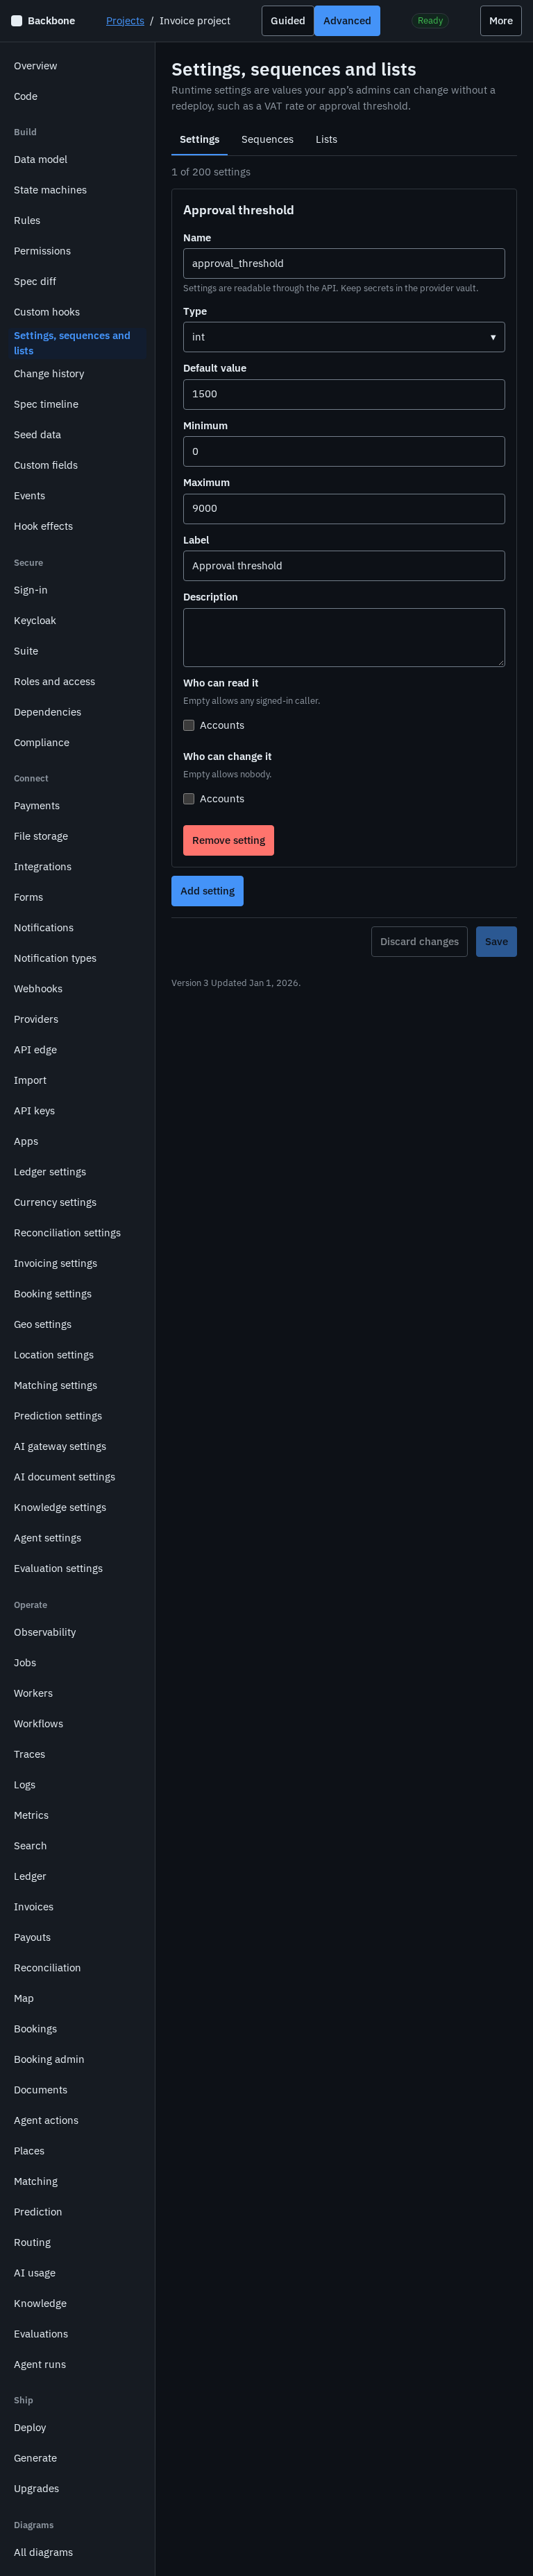 Backbone
Projects / Invoice project
Guided
Advanced
Ready
More
Overview
Code
Build
Data model
State machines
Rules
Permissions
Spec diff
Custom hooks
Settings, sequences and
lists
Change history
Spec timeline
Seed data
Custom fields
Events
Hook effects
Secure
Sign-in
Keycloak
Suite
Roles and access
Dependencies
Compliance
Connect
Payments
File storage
Integrations
Forms
Notifications
Notification types
Webhooks
Providers
API edge
Import
API keys
Apps
Ledger settings
Currency settings
Reconciliation settings
Invoicing settings
Booking settings
Geo settings
Location settings
Matching settings
Prediction settings
AI gateway settings
AI document settings
Knowledge settings
Agent settings
Evaluation settings
Operate
Observability
Jobs
Workers
Workflows
Traces
Logs
Metrics
Search
Ledger
Invoices
Payouts
Reconciliation
Map
Bookings
Booking admin
Documents
Agent actions
Places
Matching
Prediction
Routing
AI usage
Knowledge
Evaluations
Agent runs
Ship
Deploy
Generate
Upgrades
Diagrams
All diagrams
Settings, sequences and lists
Runtime settings are values your app's admins can change without a
redeploy, such as a VAT rate or approval threshold.
Settings
Sequences
Lists
1 of 200 settings
Approval threshold
Name
approval_threshold
Settings are readable through the API. Keep secrets in the provider vault.
Type
int
Default value
1500
Minimum
0
Maximum
9000
Label
Approval threshold
Description
Who can read it
Empty allows any signed-in caller.
Accounts
Who can change it
Empty allows nobody.
Accounts
Remove setting
Add setting
Discard changes
Save
Version 3 Updated Jan 1, 2026.